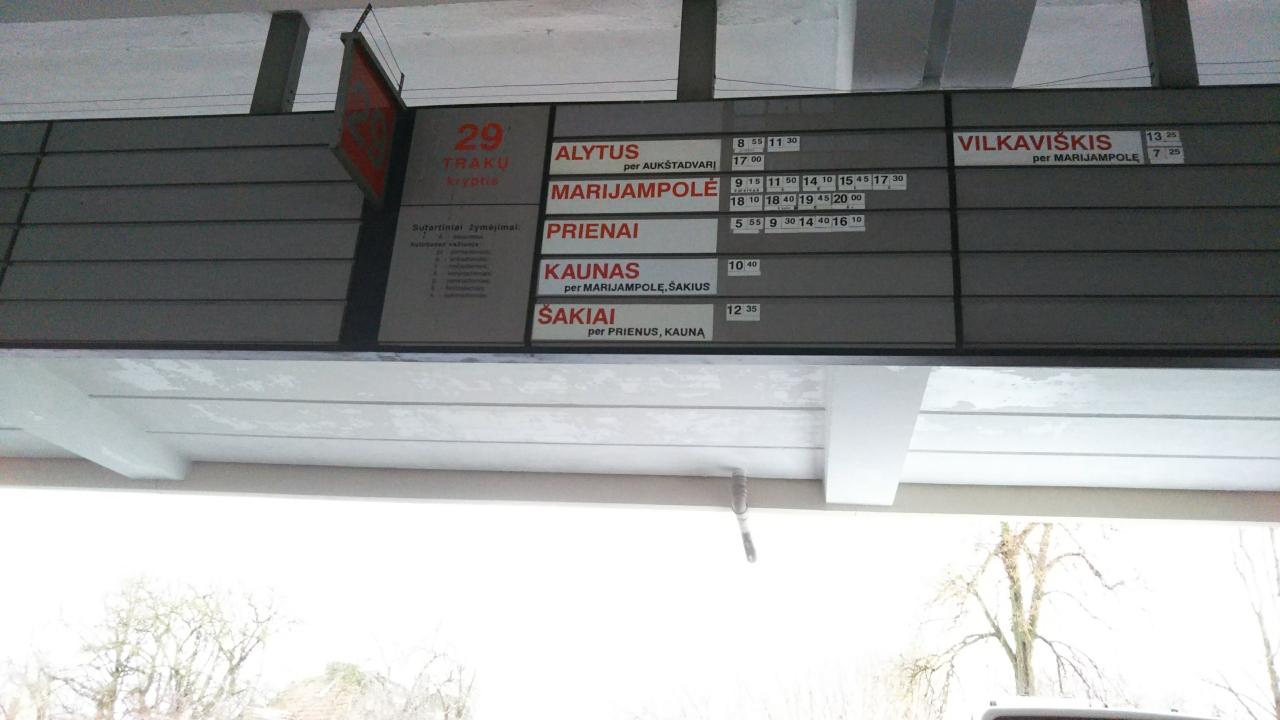 29
TRAKŲ
kryptis
Sutartiniai žymėjimai:
ALYTUS
per AUKŠTADVARĮ
8 55 11 30
17 00
MARIJAMPOLĖ
9 15 11 50 14 10 15 45 17 30
18 10 18 40 19 45 20 00
PRIENAI
5 55 9 30 14 40 16 10
KAUNAS
per MARIJAMPOLĘ, ŠAKIUS
10 40
ŠAKIAI
per PRIENUS, KAUNĄ
12 35
VILKAVIŠKIS
per MARIJAMPOLĘ
13 25
7 25